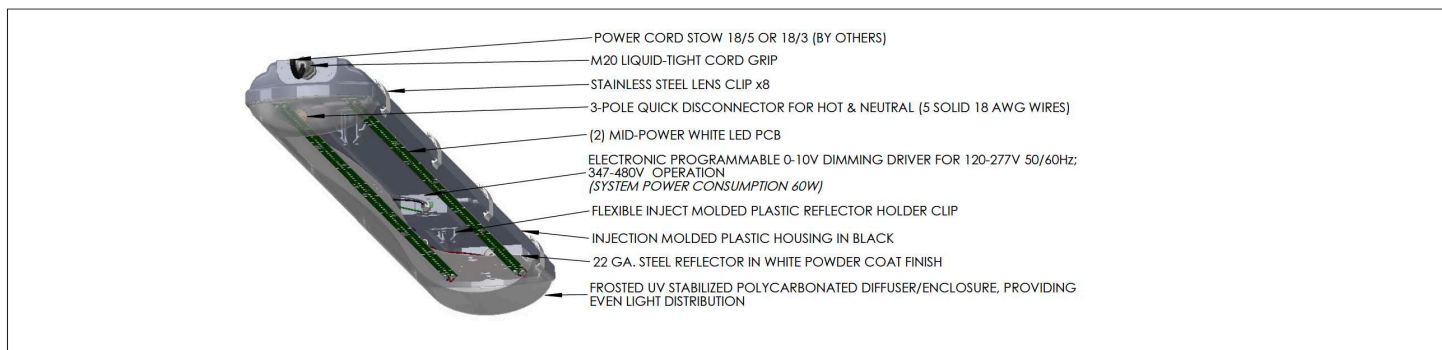 POWER CORD STOW 18/5 OR 18/3 (BY OTHERS)
M20 LIQUID-TIGHT CORD GRIP
STAINLESS STEEL LENS CLIP x8
3-POLE QUICK DISCONNECTOR FOR HOT & NEUTRAL (5 SOLID 18 AWG WIRES)
(2) MID-POWER WHITE LED PCB
ELECTRONIC PROGRAMMABLE 0-10V DIMMING DRIVER FOR 120-277V 50/60Hz;
347-480V OPERATION
(SYSTEM POWER CONSUMPTION 60W)
FLEXIBLE INJECT MOLDED PLASTIC REFLECTOR HOLDER CLIP
INJECTION MOLDED PLASTIC HOUSING IN BLACK
22 GA. STEEL REFLECTOR IN WHITE POWDER COAT FINISH
FROSTED UV STABILIZED POLYCARBONATED DIFFUSER/ENCLOSURE, PROVIDING
EVEN LIGHT DISTRIBUTION